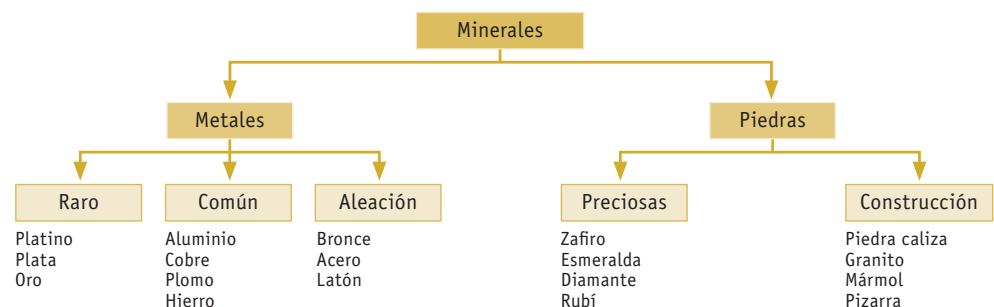 Minerales
Metales
Piedras
Raro
Común
Aleación
Preciosas
Construcción
Platino
Plata
Oro
Aluminio
Cobre
Plomo
Hierro
Bronce
Acero
Latón
Zafiro
Esmeralda
Diamante
Rubí
Piedra caliza
Granito
Mármol
Pizarra